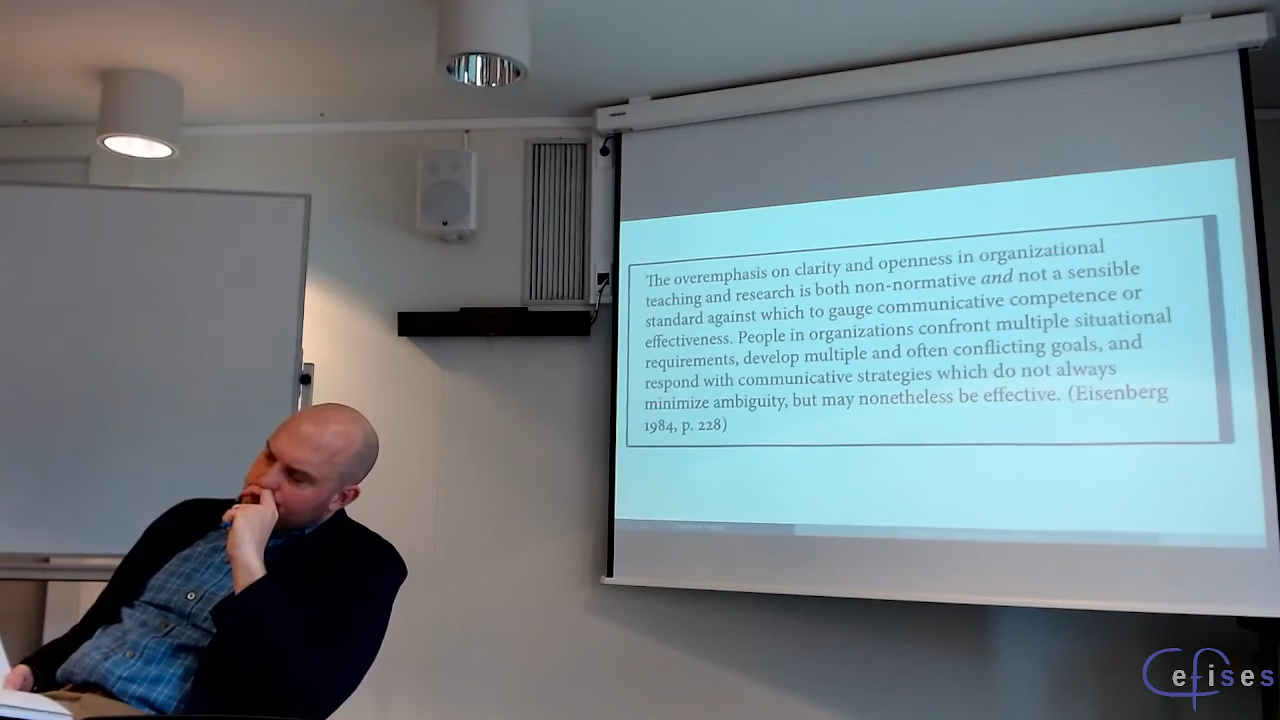 The overemphasis on clarity and openness in organizational
teaching and research is both non-normative and not a sensible
standard against which to gauge communicative competence or
effectiveness. People in organizations confront multiple situational
requirements, develop multiple and often conflicting goals, and
respond with communicative strategies which do not always
minimize ambiguity, but may nonetheless be effective. (Eisenberg
1984, p. 228)
Cefises